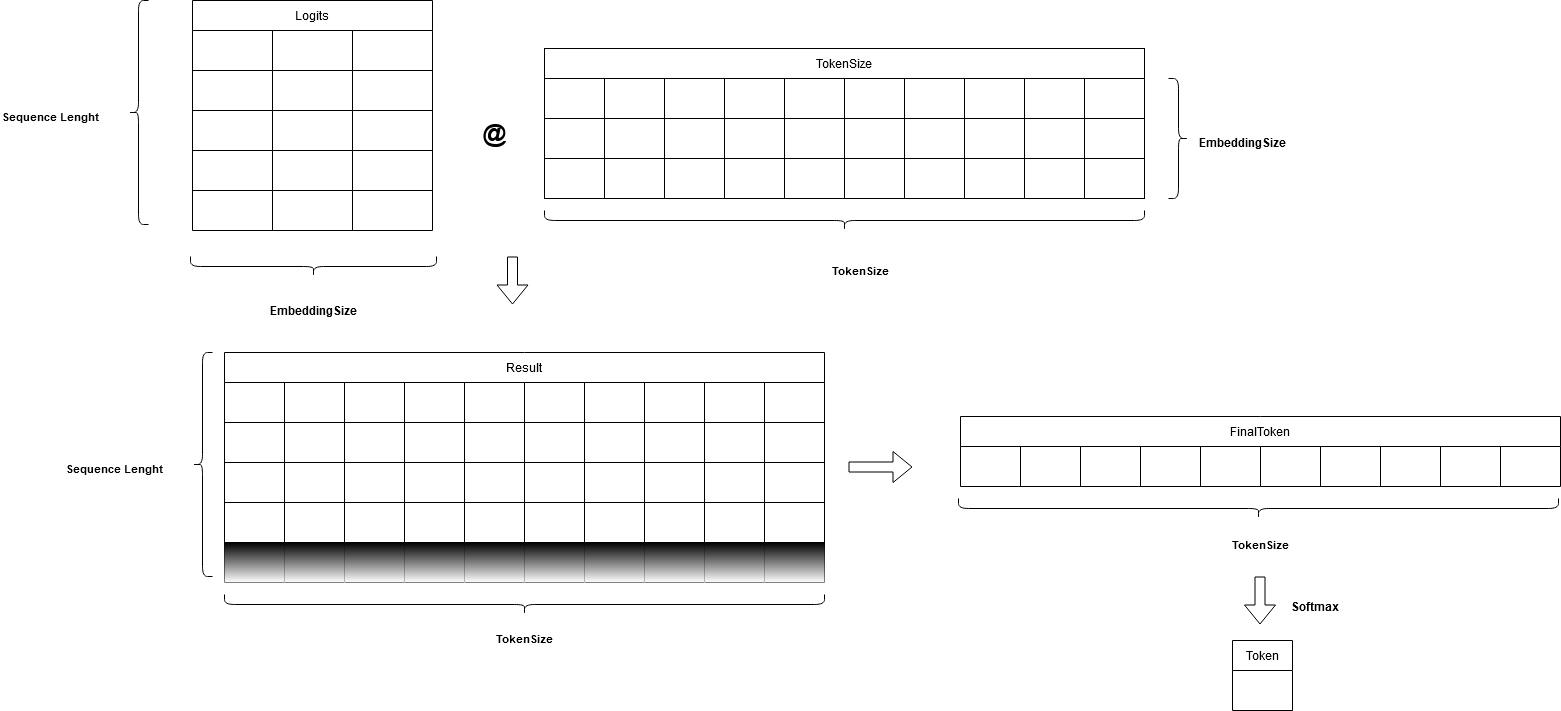 Logits
Sequence Lenght
EmbeddingSize
@
TokenSize
EmbeddingSize
TokenSize
Result
Sequence Lenght
TokenSize
FinalToken
TokenSize
Softmax
Token